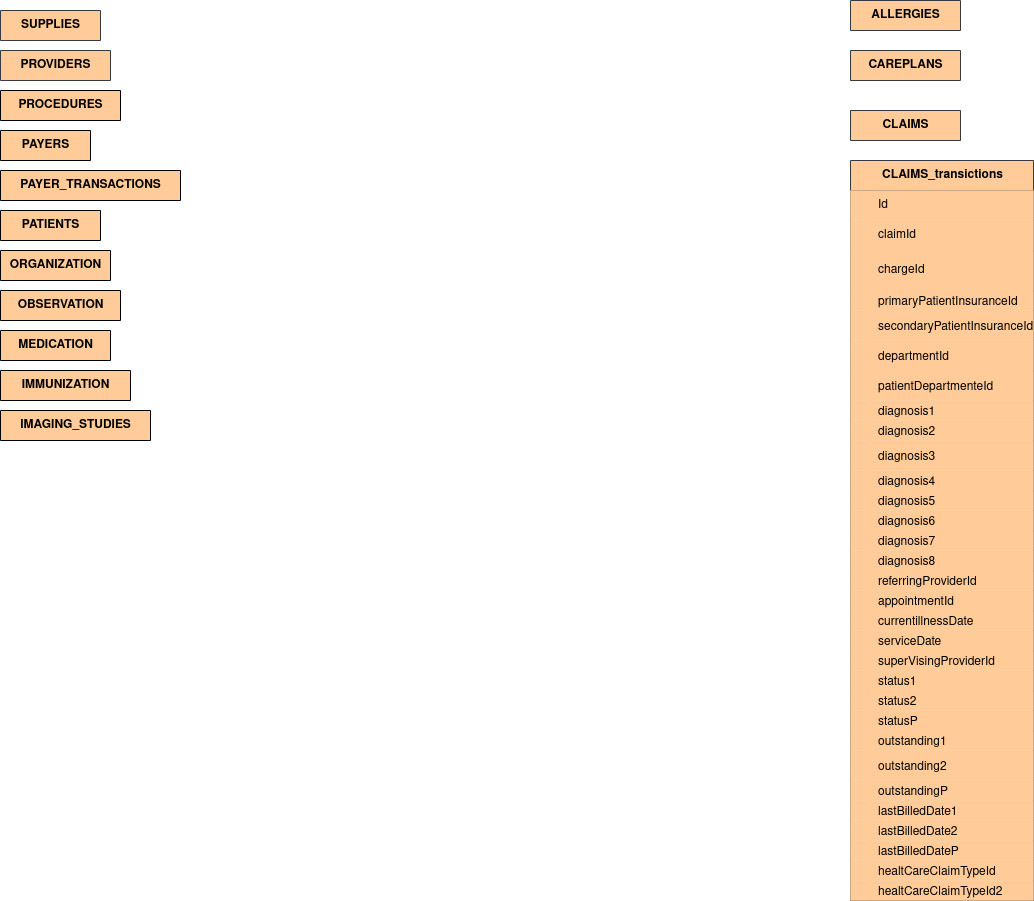 SUPPLIES
PROVIDERS
PROCEDURES
PAYERS
PAYER_TRANSACTIONS
PATIENTS
ORGANIZATION
OBSERVATION
MEDICATION
IMMUNIZATION
IMAGING_STUDIES
ALLERGIES
CAREPLANS
CLAIMS
CLAIMS_transictions
Id
claimId
chargeId
primaryPatientInsuranceId
secondaryPatientInsuranceId
departmentId
patientDepartmenteId
diagnosis1
diagnosis2
diagnosis3
diagnosis4
diagnosis5
diagnosis6
diagnosis7
diagnosis8
referringProviderId
appointmentId
currentillnessDate
serviceDate
superVisingProviderId
status1
status2
statusP
outstanding1
outstanding2
outstandingP
lastBilledDate1
lastBilledDate2
lastBilledDateP
healtCareClaimTypeId
healtCareClaimTypeId2